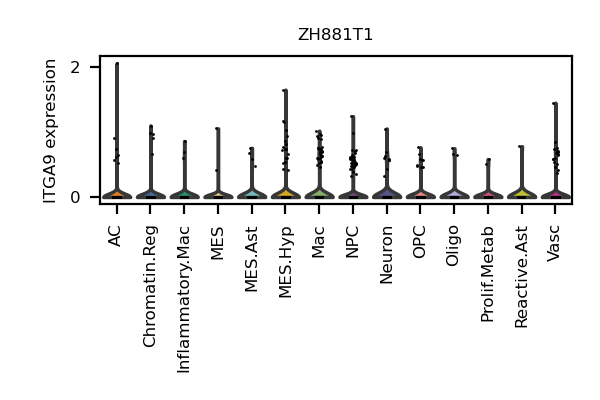 ZH881T1
ITGA9 expression
2
0
AC
Chromatin.Reg
Inflammatory.Mac
MES
MES.Ast
MES.Hyp
Mac
NPC
Neuron
OPC
Oligo
Prolif.Metab
Reactive.Ast
Vasc